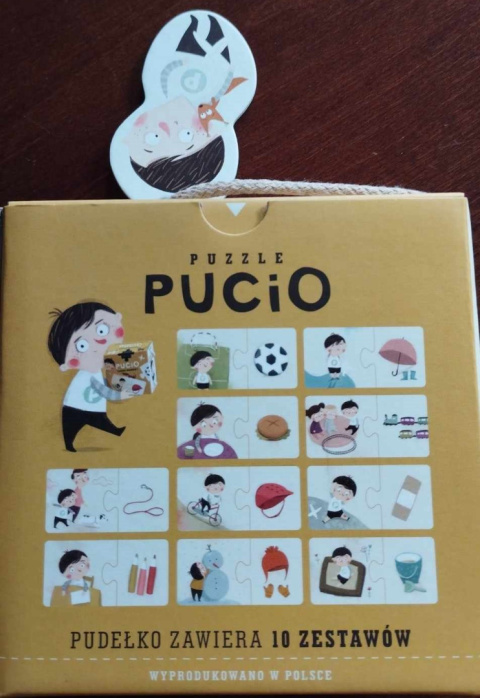 PUZZLE
PUCiO
PUCiO
PUDEŁKO ZAWIERA 10 ZESTAWÓW
WYPRODUKOWANO W POLSCE